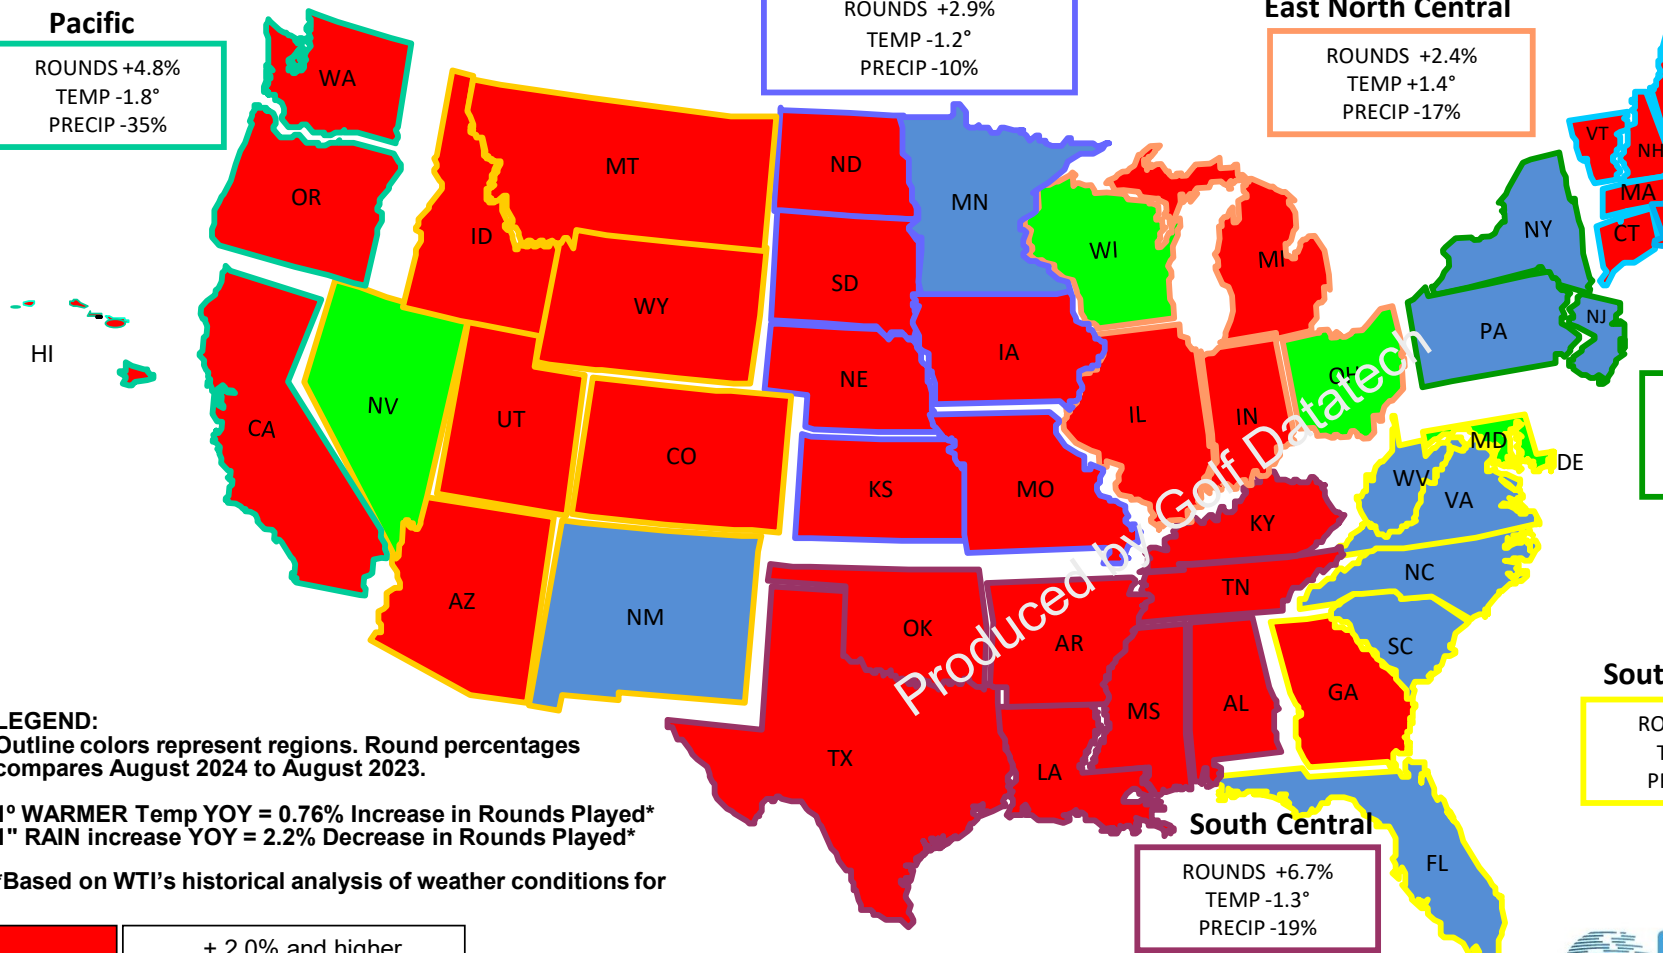 Pacific
ROUNDS +4.8%
TEMP -1.8°
PRECIP -35%
ROUNDS +2.9%
TEMP -1.2°
PRECIP -10%
East North Central
ROUNDS +2.4%
TEMP +1.4°
PRECIP -17%
WA
OR
CA
HI
MT
ID
WY
NV
UT
CO
AZ
NM
ND
SD
NE
KS
MN
IA
MO
WI
MI
IL
IN
OH
KY
TN
OK
AR
TX
LA
MS
AL
GA
FL
SC
NC
VA
WV
MD
DE
PA
NJ
NY
VT
NH
MA
CT
Produced by Golf Datatech
LEGEND:
Outline colors represent regions. Round percentages
compares August 2024 to August 2023.
1° WARMER Temp YOY = 0.76% Increase in Rounds Played*
1" RAIN increase YOY = 2.2% Decrease in Rounds Played*
*Based on WTI's historical analysis of weather conditions for
+ 2.0% and higher
South Central
ROUNDS +6.7%
TEMP -1.3°
PRECIP -19%